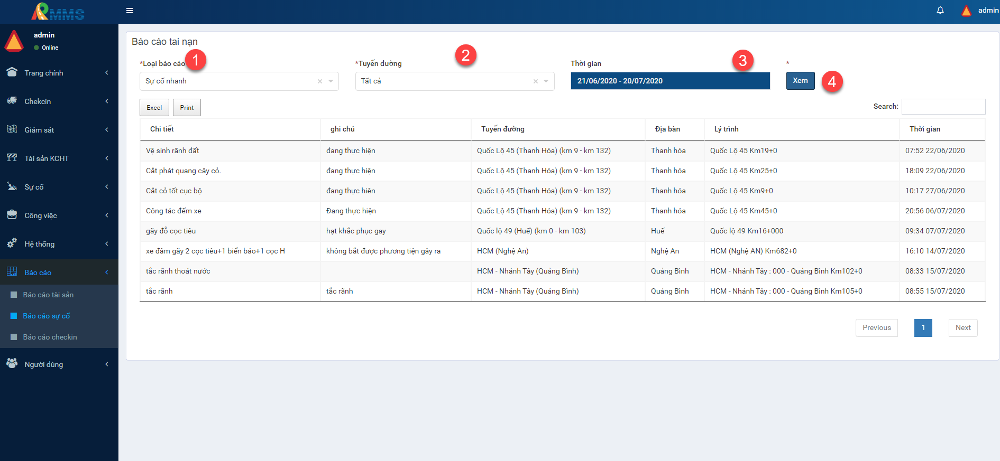 RMMS
admin
admin
Online
Trang chính
Chekcin
Giám sát
Tài sản KCHT
Sự cố
Công việc
Hệ thống
Báo cáo
Báo cáo tài sản
Báo cáo sự cố
Báo cáo checkin
Người dùng
Báo cáo tai nạn
*Loại báo cáo 1 *Tuyến đường 2 Thời gian 3 *
Sự cố nhanh × Tất cả × 21/06/2020 - 20/07/2020 Xem 4
Excel Print Search:
Chi tiết ghi chú Tuyến đường Địa bàn Lý trình Thời gian
Vệ sinh rãnh đất đang thực hiện Quốc Lộ 45 (Thanh Hóa) (km 9 - km 132) Thanh hóa Quốc Lộ 45 Km19+0 07:52 22/06/2020
Cắt phát quang cây cỏ. đang thực hiện Quốc Lộ 45 (Thanh Hóa) (km 9 - km 132) Thanh hóa Quốc Lộ 45 Km25+0 18:09 22/06/2020
Cắt cỏ tốt cục bộ đang thực hiên Quốc Lộ 45 (Thanh Hóa) (km 9 - km 132) Thanh hóa Quốc Lộ 45 Km9+0 10:17 27/06/2020
Công tác đếm xe Đang thực hiện Quốc Lộ 45 (Thanh Hóa) (km 9 - km 132) Thanh hóa Quốc Lộ 45 Km45+0 20:56 06/07/2020
gãy đỗ cọc tiêu hạt khắc phục gay Quốc lộ 49 (Huế) (km 0 - km 103) Huế Quốc lộ 49 Km16+000 09:34 07/07/2020
xe đâm gãy 2 cọc tiêu+1 biển báo+1 cọc H không bắt được phương tiện gây ra HCM (Nghệ An) Nghệ An HCM (Nghệ AN) Km682+0 16:10 14/07/2020
tắc rãnh thoát nước HCM - Nhánh Tây (Quảng Bình) Quảng Bình HCM - Nhánh Tây : 000 - Quảng Bình Km102+0 08:33 15/07/2020
tắc rãnh tắc rãnh HCM - Nhánh Tây (Quảng Bình) Quảng Bình HCM - Nhánh Tây : 000 - Quảng Bình Km105+0 08:55 15/07/2020
Previous 1 Next